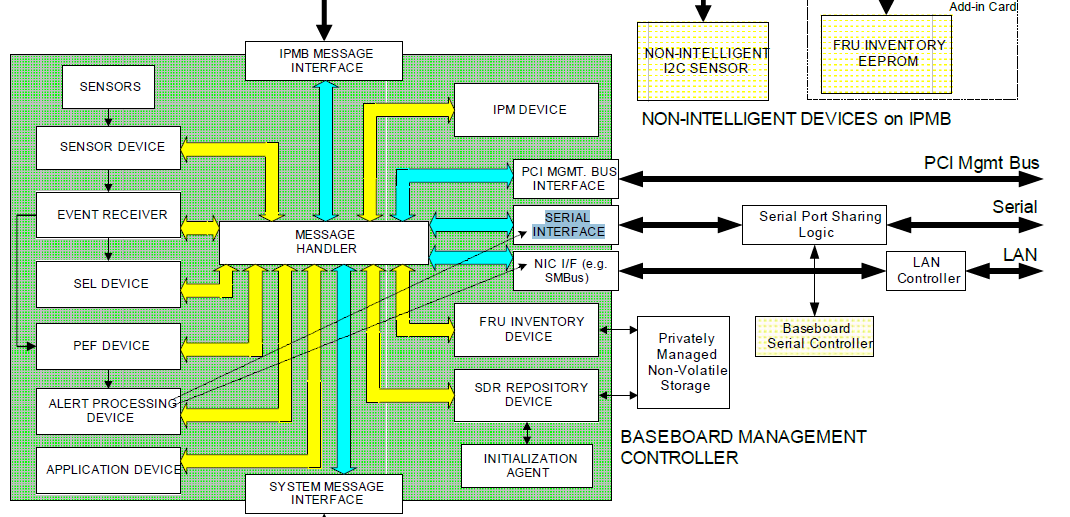 Add-in Card
NON-INTELLIGENT
I2C SENSOR
FRU INVENTORY
EEPROM
NON-INTELLIGENT DEVICES on IPMB
IPMB MESSAGE
INTERFACE
SENSORS
IPM DEVICE
SENSOR DEVICE
PCI MGMT. BUS
INTERFACE
PCI Mgmt Bus
EVENT RECEIVER
MESSAGE
HANDLER
SERIAL
INTERFACE
Serial Port Sharing
Logic
Serial
SEL DEVICE
NIC I/F (e.g.
SMBus)
LAN
Controller
LAN
PEF DEVICE
FRU INVENTORY
DEVICE
Privately
Managed
Non-Volatile
Storage
Baseboard
Serial Controller
ALERT PROCESSING
DEVICE
SDR REPOSITORY
DEVICE
APPLICATION DEVICE
INITIALIZATION
AGENT
BASEBOARD MANAGEMENT
CONTROLLER
SYSTEM MESSAGE
INTERFACE